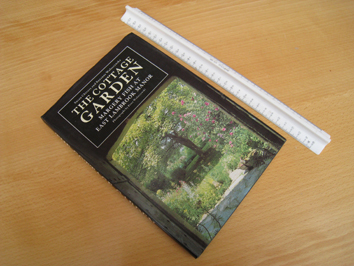 THE COTTAGE
GARDEN
MARGERY FISH AT
EAST LAMBROOK MANOR